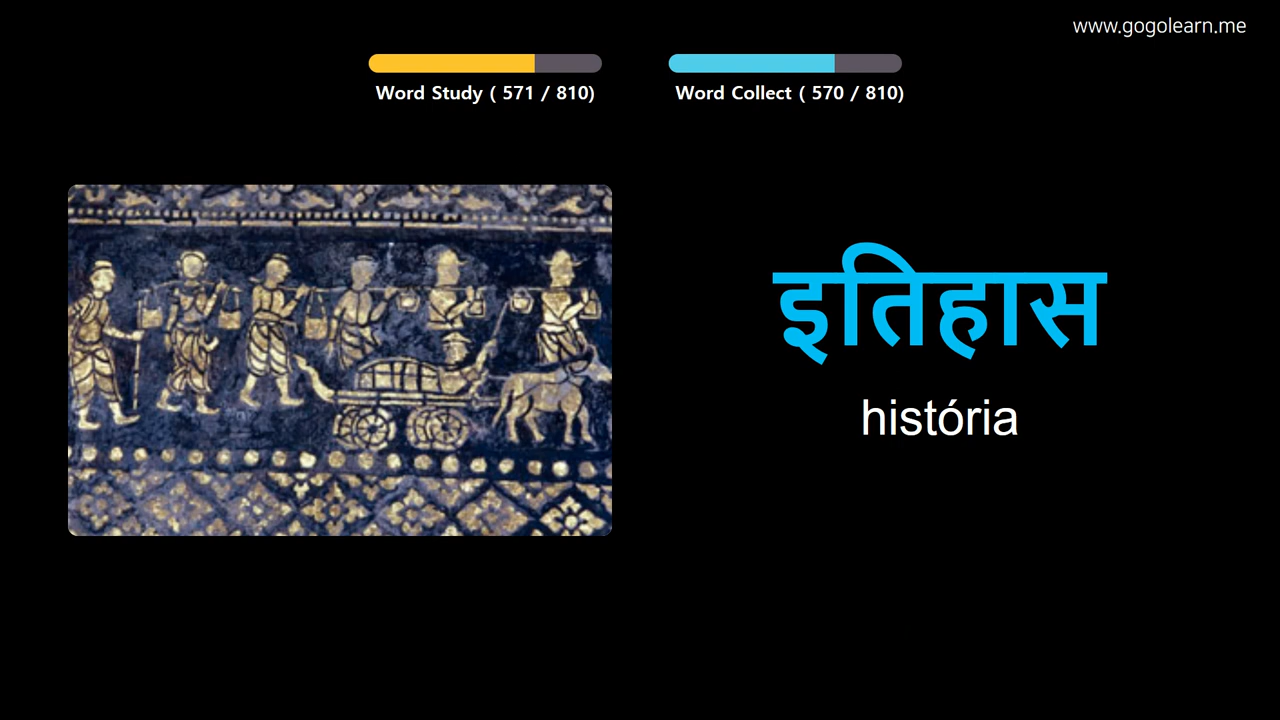 www.gogolearn.me
Word Study ( 571 / 810)
Word Collect ( 570 / 810)
इतिहास
história